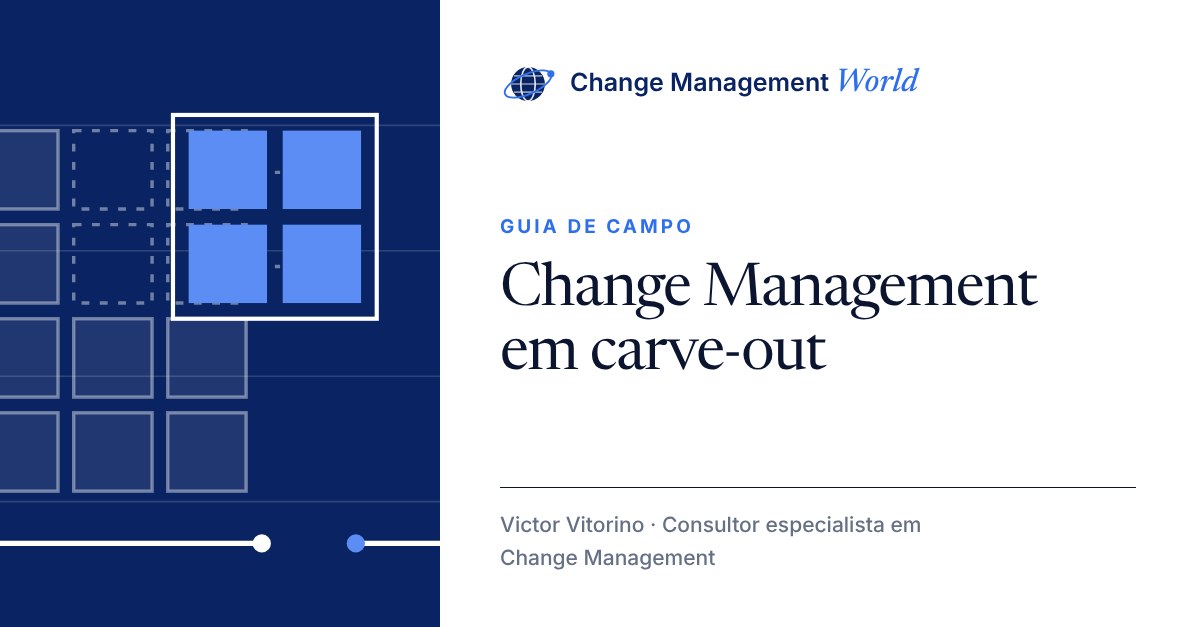 Change Management World
GUIA DE CAMPO
Change Management
em carve-out
Victor Vitorino · Consultor especialista em
Change Management